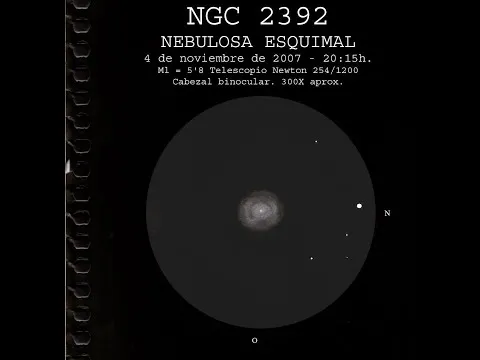 NGC 2392
NEBULOSA ESQUIMAL
4 de noviembre de 2007 - 20:15h.
Ml = 5'8 Telescopio Newton 254/1200
Cabezal binocular. 300X aprox.
N
O